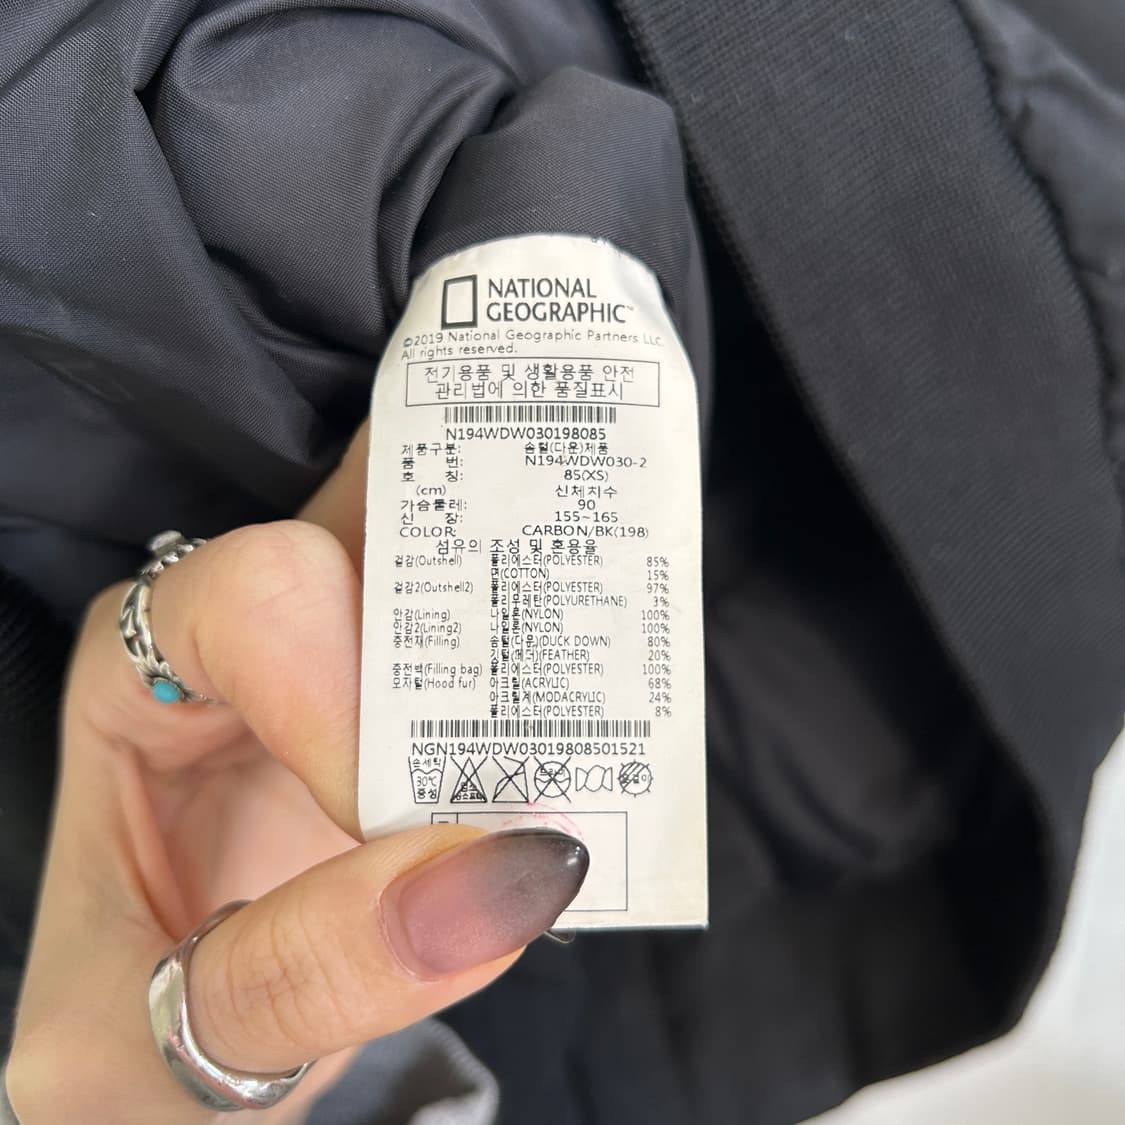 NATIONAL
GEOGRAPHIC™
©2019 National Geographic Partners LLC.
All rights reserved.
전기용품 및 생활용품 안전
관리법에 의한 품질표시
N194WDW030198085
제품구분: 솜털(다운)제품
품 번: N194WDW030-2
호 칭: 85(XS)
(cm) 신체치수
가슴둘레: 90
신 장: 155~165
COLOR: CARBON/BK(198)
섬유의 조성 및 혼용율
겉감(Outshell) 폴리에스터(POLYESTER) 85%
면(COTTON) 15%
겉감2(Outshell2) 폴리에스터(POLYESTER) 97%
폴리우레탄(POLYURETHANE) 3%
안감(Lining) 나일론(NYLON) 100%
안감2(Lining2) 나일론(NYLON) 100%
충전재(Filling) 솜털(다운)(DUCK DOWN) 80%
깃털(페더)(FEATHER) 20%
충전백(Filling bag) 폴리에스터(POLYESTER) 100%
모자털(Hood fur) 아크릴(ACRYLIC) 68%
아크릴계(MODACRYLIC) 24%
폴리에스터(POLYESTER) 8%
NGN194WDW03019808501521
손세탁
30℃
중성